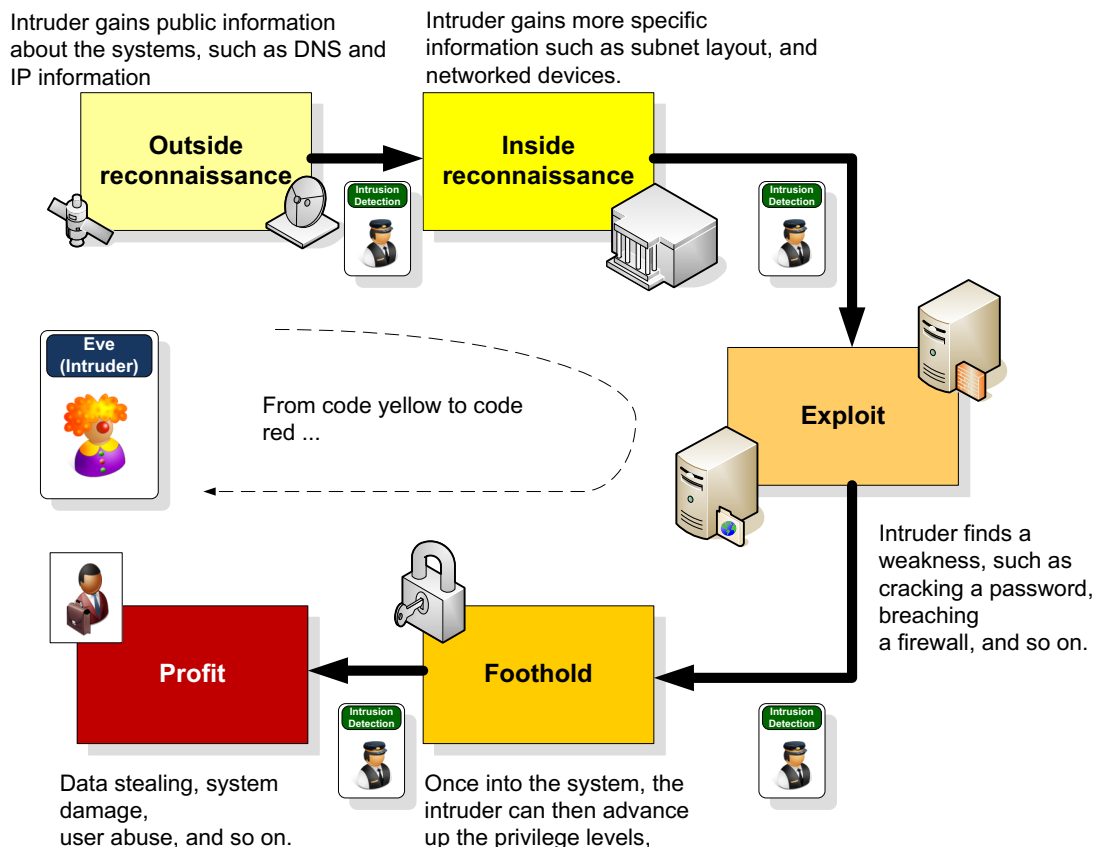 Intruder gains public information
about the systems, such as DNS and
IP information
Intruder gains more specific
information such as subnet layout, and
networked devices.
Outside
reconnaissance
Intrusion
Detection
Inside
reconnaissance
Intrusion
Detection
Eve
(Intruder)
From code yellow to code
red ...
Exploit
Intruder finds a
weakness, such as
cracking a password,
breaching
a firewall, and so on.
Profit
Intrusion
Detection
Foothold
Intrusion
Detection
Data stealing, system
damage,
user abuse, and so on.
Once into the system, the
intruder can then advance
up the privilege levels,